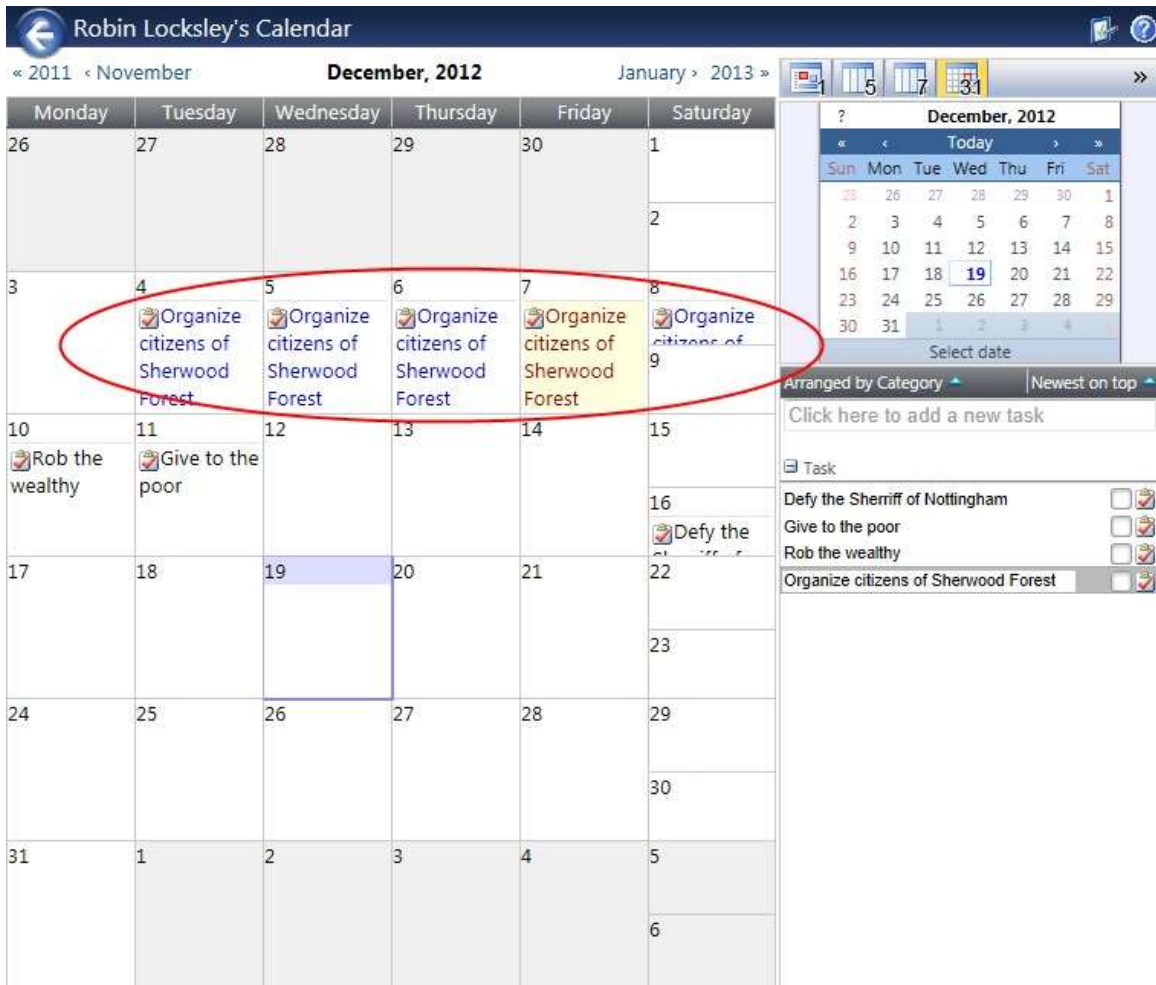 Robin Locksley's Calendar
« 2011 ‹ November December, 2012 January › 2013 »
Monday Tuesday Wednesday Thursday Friday Saturday
26 27 28 29 30 1
2
3 4 5 6 7 8
Organize Organize Organize Organize Organize
citizens of citizens of citizens of citizens of citizens of
Sherwood Sherwood Sherwood Sherwood
Forest Forest Forest Forest
9
10 11 12 13 14 15
Rob the Give to the
wealthy poor
16
Defy the
17 18 19 20 21 22
23
24 25 26 27 28 29
30
31 1 2 3 4 5
6
1 5 7 31 »
? December, 2012
« ‹ Today › »
Sun Mon Tue Wed Thu Fri Sat
25 26 27 28 29 30 1
2 3 4 5 6 7 8
9 10 11 12 13 14 15
16 17 18 19 20 21 22
23 24 25 26 27 28 29
30 31 1 2 3 4
Select date
Arranged by Category Newest on top
Click here to add a new task
Task
Defy the Sherriff of Nottingham
Give to the poor
Rob the wealthy
Organize citizens of Sherwood Forest